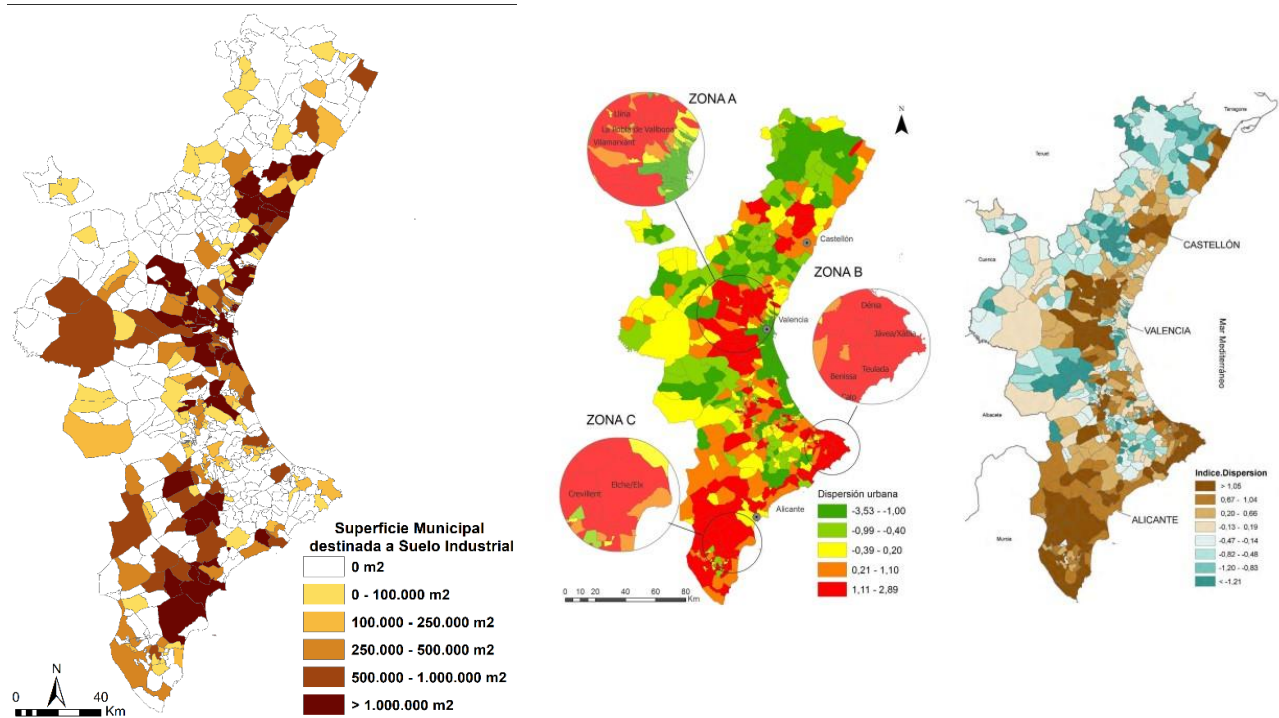 Superficie Municipal
destinada a Suelo Industrial
0 m2
0 - 100.000 m2
100.000 - 250.000 m2
250.000 - 500.000 m2
500.000 - 1.000.000 m2
> 1.000.000 m2
N
0 40
Km
ZONA A
Llíria
La Pobla de Vallbona
Vilamarxant
N
Castellón
ZONA B
Dénia
Jávea/Xàbia
Teulada
Benissa
Calp
Valencia
ZONA C
Elche/Elx
Crevillent
Alicante
Dispersión urbana
-3,53 - -1,00
-0,99 - -0,40
-0,39 - 0,20
0,21 - 1,10
1,11 - 2,89
0 10 20 40 60 80
Km
Tarragona
Teruel
CASTELLÓN
Cuenca
VALENCIA
Mar Mediterráneo
Albacete
ALICANTE
Murcia
Indice.Dispersion
> 1,05
0,67 - 1,04
0,20 - 0,66
-0,13 - 0,19
-0,47 - -0,14
-0,82 - -0,48
-1,20 - -0,83
< -1,21